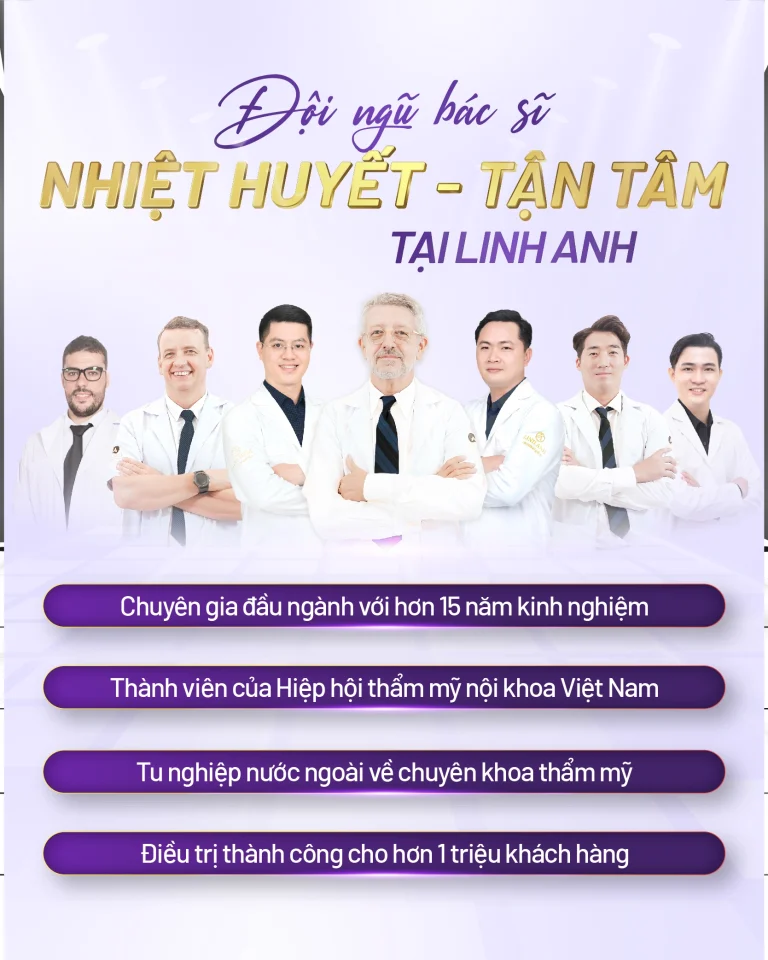 Đội ngũ bác sĩ
NHIỆT HUYẾT - TẬN TÂM
TẠI LINH ANH
Chuyên gia đầu ngành với hơn 15 năm kinh nghiệm
Thành viên của Hiệp hội thẩm mỹ nội khoa Việt Nam
Tu nghiệp nước ngoài về chuyên khoa thẩm mỹ
Điều trị thành công cho hơn 1 triệu khách hàng